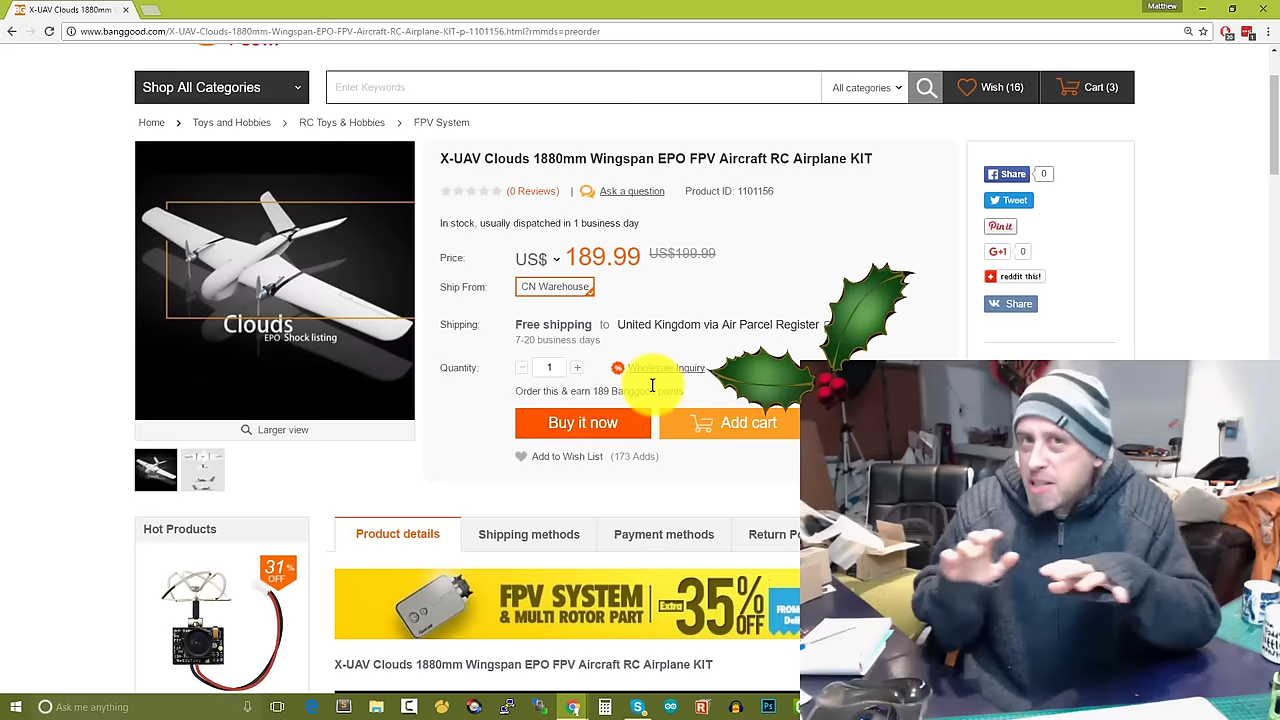 X-UAV Clouds 1880mm
Matthew
www.banggood.com/X-UAV-Clouds-1880mm-Wingspan-EPO-FPV-Aircraft-RC-Airplane-KIT-p-1101156.html?rmmds=preorder
Shop All Categories
Enter Keywords
All categories
Wish (16)
Cart (3)
Home > Toys and Hobbies > RC Toys & Hobbies > FPV System
X-UAV Clouds 1880mm Wingspan EPO FPV Aircraft RC Airplane KIT
(0 Reviews) | Ask a question Product ID: 1101156
In stock, usually dispatched in 1 business day
Price: US$ 189.99 US$199.99
Ship From: CN Warehouse
Shipping: Free shipping to United Kingdom via Air Parcel Register
7-20 business days
Quantity: - 1 + Wholesale Inquiry
Order this & earn 189 Banggood points
Buy it now
Add cart
Add to Wish List (173 Adds)
Clouds
EPO Shock listing
Larger view
Share 0
Tweet
Pin it
G+1 0
reddit this!
Share
Hot Products
31% OFF
Product details
Shipping methods
Payment methods
Return
FPV SYSTEM
& MULTI ROTOR PART
Extra 35% OFF
FROM
X-UAV Clouds 1880mm Wingspan EPO FPV Aircraft RC Airplane KIT
Ask me anything